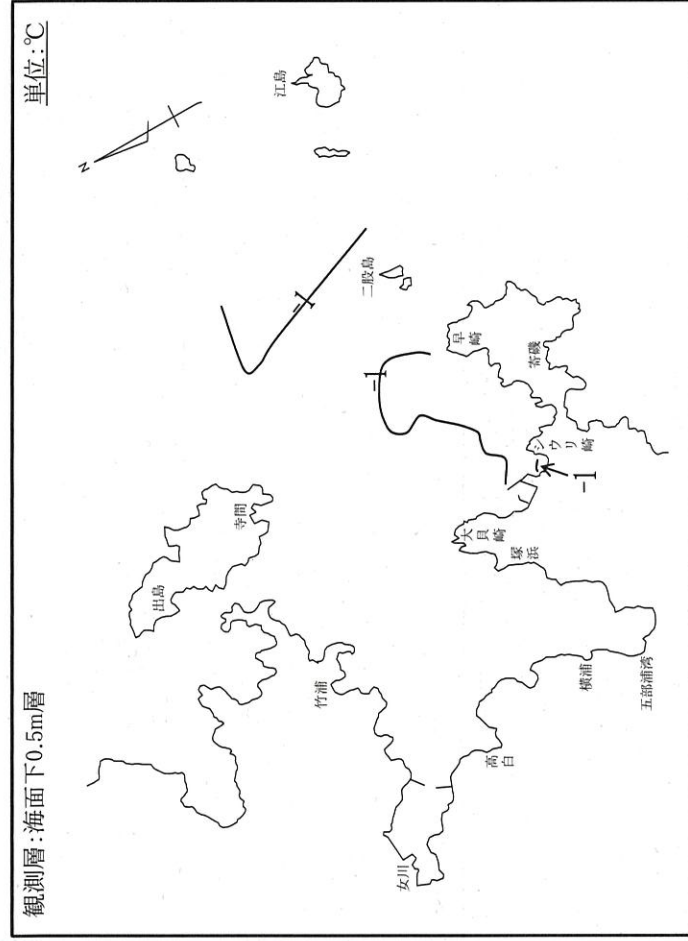 観測層:海面下0.5m層
単位:℃
N
江島
二股島
-1
-1
早崎
寄磯
シウリ崎
-1
大貝崎
塚浜
寺間
出島
竹浦
横浦
五部浦湾
高白
女川